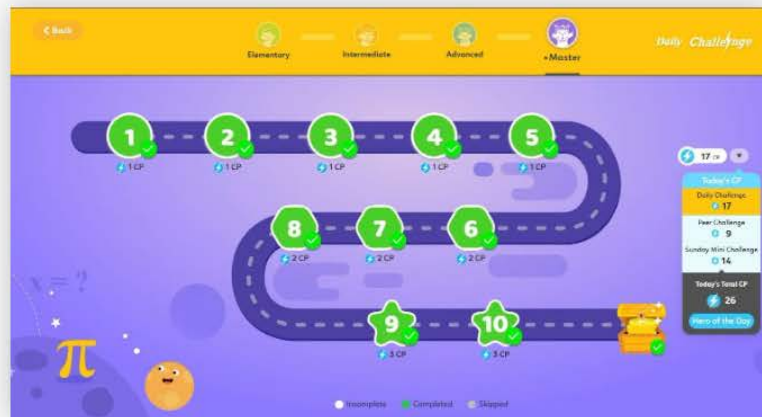 Back
Elementary
Intermediate
Advanced
+Master
Daily Challenge
1
2
3
4
5
1 CP
1 CP
1 CP
1 CP
1 CP
17 CP
Today's CP
Daily Challenge
17
Peer Challenge
9
Sunday Mini Challenge
14
Today's Total CP
26
Hero of the Day
8
7
6
2 CP
2 CP
2 CP
9
10
3 CP
3 CP
x = ?
π
Incomplete
Completed
Skipped